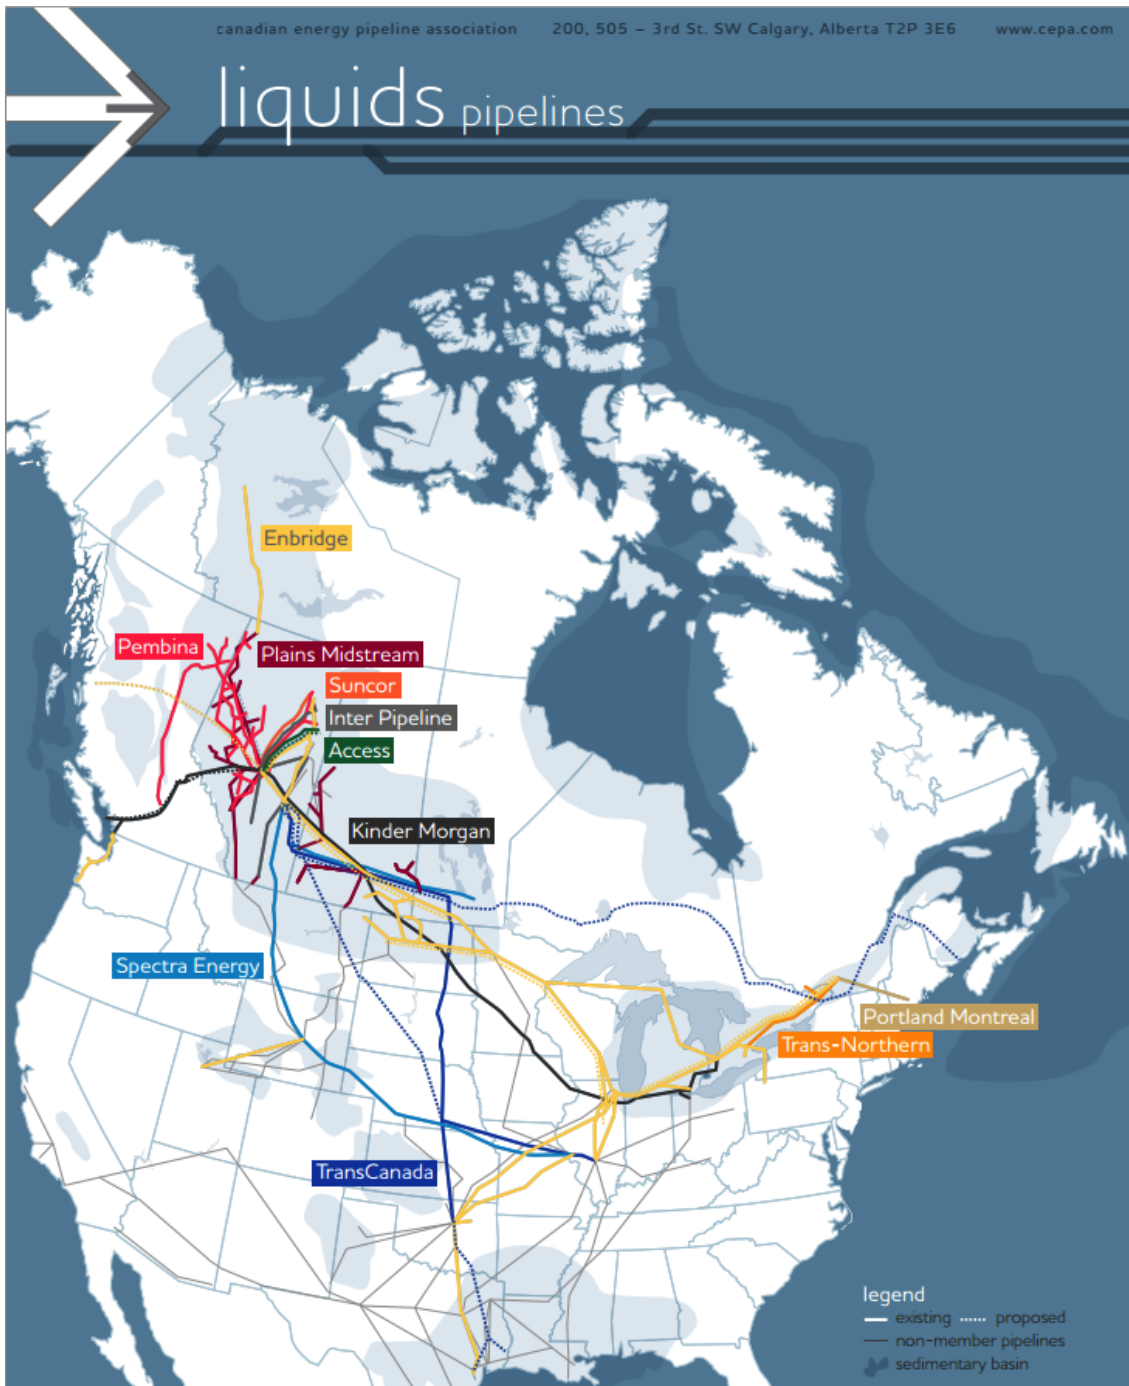 canadian energy pipeline association 200, 505 – 3rd St. SW Calgary, Alberta T2P 3E6 www.cepa.com
liquids pipelines
Enbridge
Pembina
Plains Midstream
Suncor
Inter Pipeline
Access
Kinder Morgan
Spectra Energy
Portland Montreal
Trans-Northern
TransCanada
legend
existing proposed
non-member pipelines
sedimentary basin